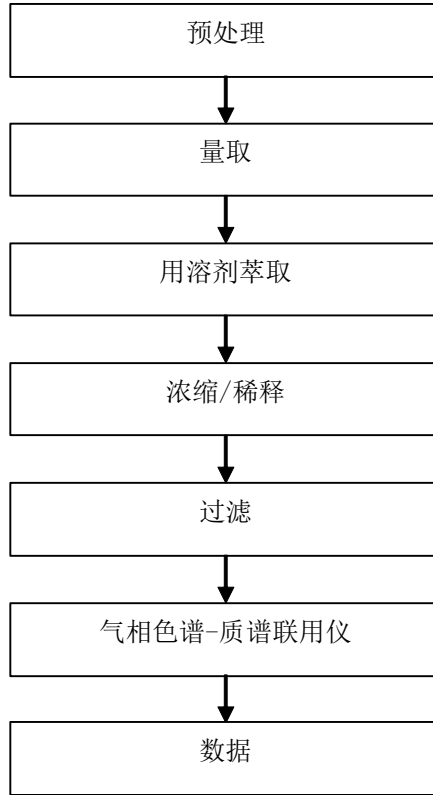 预处理
量取
用溶剂萃取
浓缩/稀释
过滤
气相色谱-质谱联用仪
数据